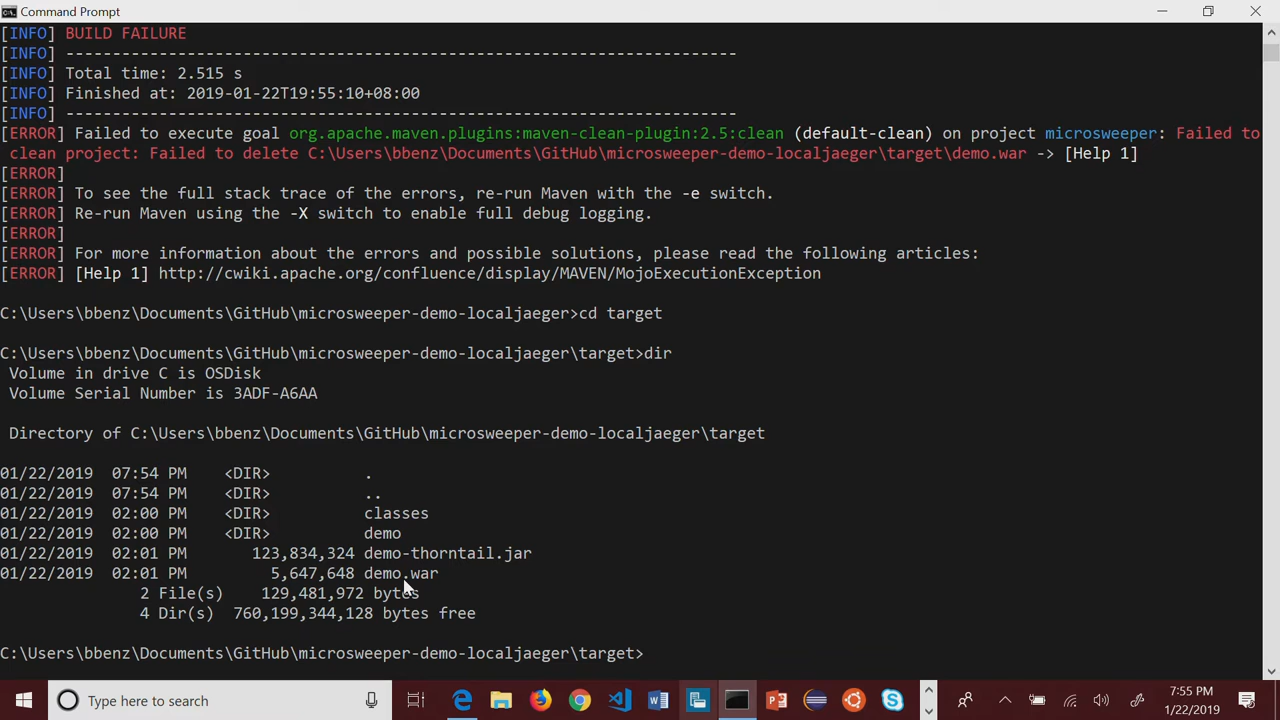 Command Prompt
[INFO] BUILD FAILURE
[INFO] ------------------------------------------------------------------------
[INFO] Total time: 2.515 s
[INFO] Finished at: 2019-01-22T19:55:10+08:00
[INFO] ------------------------------------------------------------------------
[ERROR] Failed to execute goal org.apache.maven.plugins:maven-clean-plugin:2.5:clean (default-clean) on project microsweeper: Failed to
clean project: Failed to delete C:\Users\bbenz\Documents\GitHub\microsweeper-demo-localjaeger\target\demo.war -> [Help 1]
[ERROR]
[ERROR] To see the full stack trace of the errors, re-run Maven with the -e switch.
[ERROR] Re-run Maven using the -X switch to enable full debug logging.
[ERROR]
[ERROR] For more information about the errors and possible solutions, please read the following articles:
[ERROR] [Help 1] http://cwiki.apache.org/confluence/display/MAVEN/MojoExecutionException
C:\Users\bbenz\Documents\GitHub\microsweeper-demo-localjaeger>cd target
C:\Users\bbenz\Documents\GitHub\microsweeper-demo-localjaeger\target>dir
Volume in drive C is OSDisk
Volume Serial Number is 3ADF-A6AA
Directory of C:\Users\bbenz\Documents\GitHub\microsweeper-demo-localjaeger\target
01/22/2019  07:54 PM    <DIR>          .
01/22/2019  07:54 PM    <DIR>          ..
01/22/2019  02:00 PM    <DIR>          classes
01/22/2019  02:00 PM    <DIR>          demo
01/22/2019  02:01 PM       123,834,324 demo-thorntail.jar
01/22/2019  02:01 PM         5,647,648 demo.war
2 File(s)    129,481,972 bytes
4 Dir(s)  760,199,344,128 bytes free
C:\Users\bbenz\Documents\GitHub\microsweeper-demo-localjaeger\target>
Type here to search
7:55 PM
1/22/2019